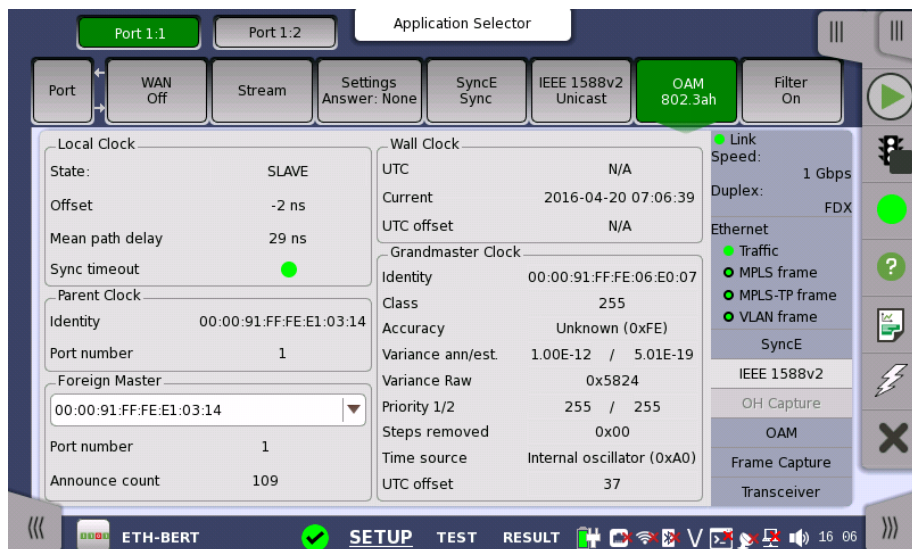 Port 1:1
Port 1:2
Application Selector
Port
WAN
Off
Stream
Settings
Answer: None
SyncE
Sync
IEEE 1588v2
Unicast
OAM
802.3ah
Filter
On
Local Clock
State: SLAVE
Offset -2 ns
Mean path delay 29 ns
Sync timeout
Parent Clock
Identity 00:00:91:FF:FE:E1:03:14
Port number 1
Foreign Master
00:00:91:FF:FE:E1:03:14
Port number 1
Announce count 109
Wall Clock
UTC N/A
Current 2016-04-20 07:06:39
UTC offset N/A
Grandmaster Clock
Identity 00:00:91:FF:FE:06:E0:07
Class 255
Accuracy Unknown (0xFE)
Variance ann/est. 1.00E-12 / 5.01E-19
Variance Raw 0x5824
Priority 1/2 255 / 255
Steps removed 0x00
Time source Internal oscillator (0xA0)
UTC offset 37
Link
Speed:
1 Gbps
Duplex:
FDX
Ethernet
Traffic
MPLS frame
MPLS-TP frame
VLAN frame
SyncE
IEEE 1588v2
OH Capture
OAM
Frame Capture
Transceiver
ETH-BERT
SETUP
TEST
RESULT
V
16 06